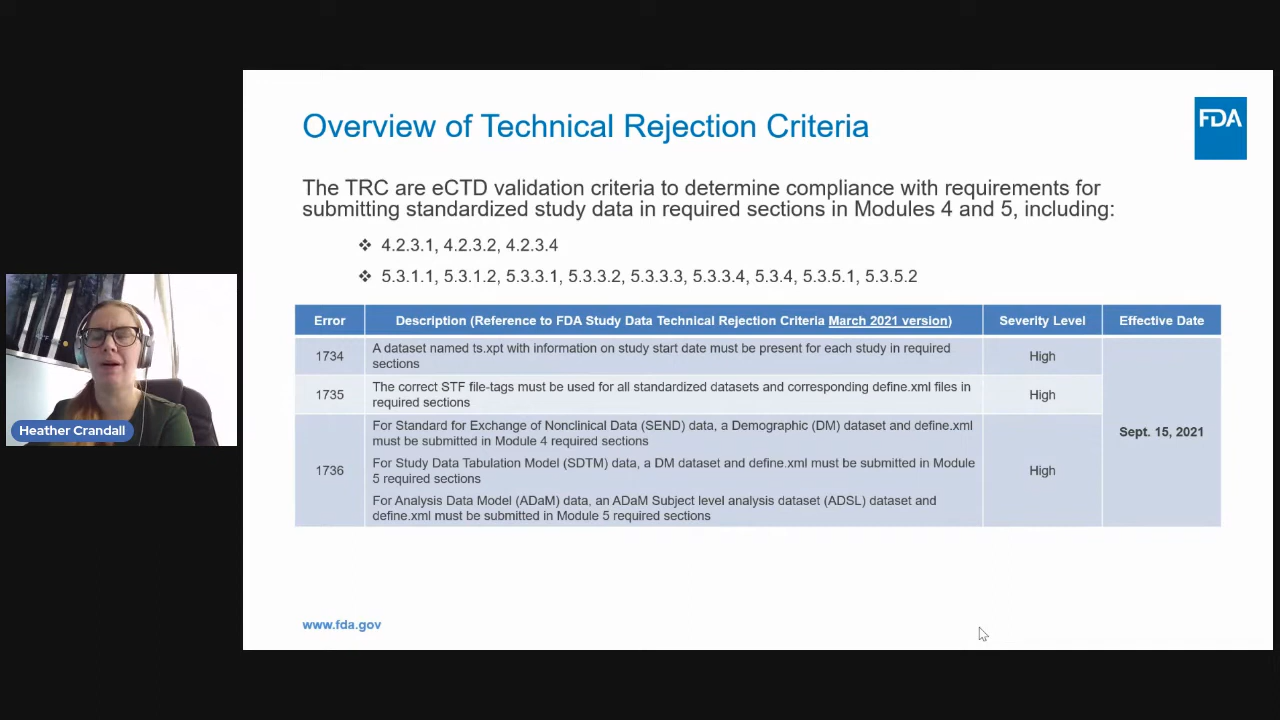 Overview of Technical Rejection Criteria
FDA
The TRC are eCTD validation criteria to determine compliance with requirements for
submitting standardized study data in required sections in Modules 4 and 5, including:
❖ 4.2.3.1, 4.2.3.2, 4.2.3.4
❖ 5.3.1.1, 5.3.1.2, 5.3.3.1, 5.3.3.2, 5.3.3.3, 5.3.3.4, 5.3.4, 5.3.5.1, 5.3.5.2
Error Description (Reference to FDA Study Data Technical Rejection Criteria March 2021 version) Severity Level Effective Date
1734 A dataset named ts.xpt with information on study start date must be present for each study in required
sections
High
1735 The correct STF file-tags must be used for all standardized datasets and corresponding define.xml files in
required sections
High
1736 For Standard for Exchange of Nonclinical Data (SEND) data, a Demographic (DM) dataset and define.xml
must be submitted in Module 4 required sections
For Study Data Tabulation Model (SDTM) data, a DM dataset and define.xml must be submitted in Module
5 required sections
For Analysis Data Model (ADaM) data, an ADaM Subject level analysis dataset (ADSL) dataset and
define.xml must be submitted in Module 5 required sections
High
Sept. 15, 2021
Heather Crandall
www.fda.gov